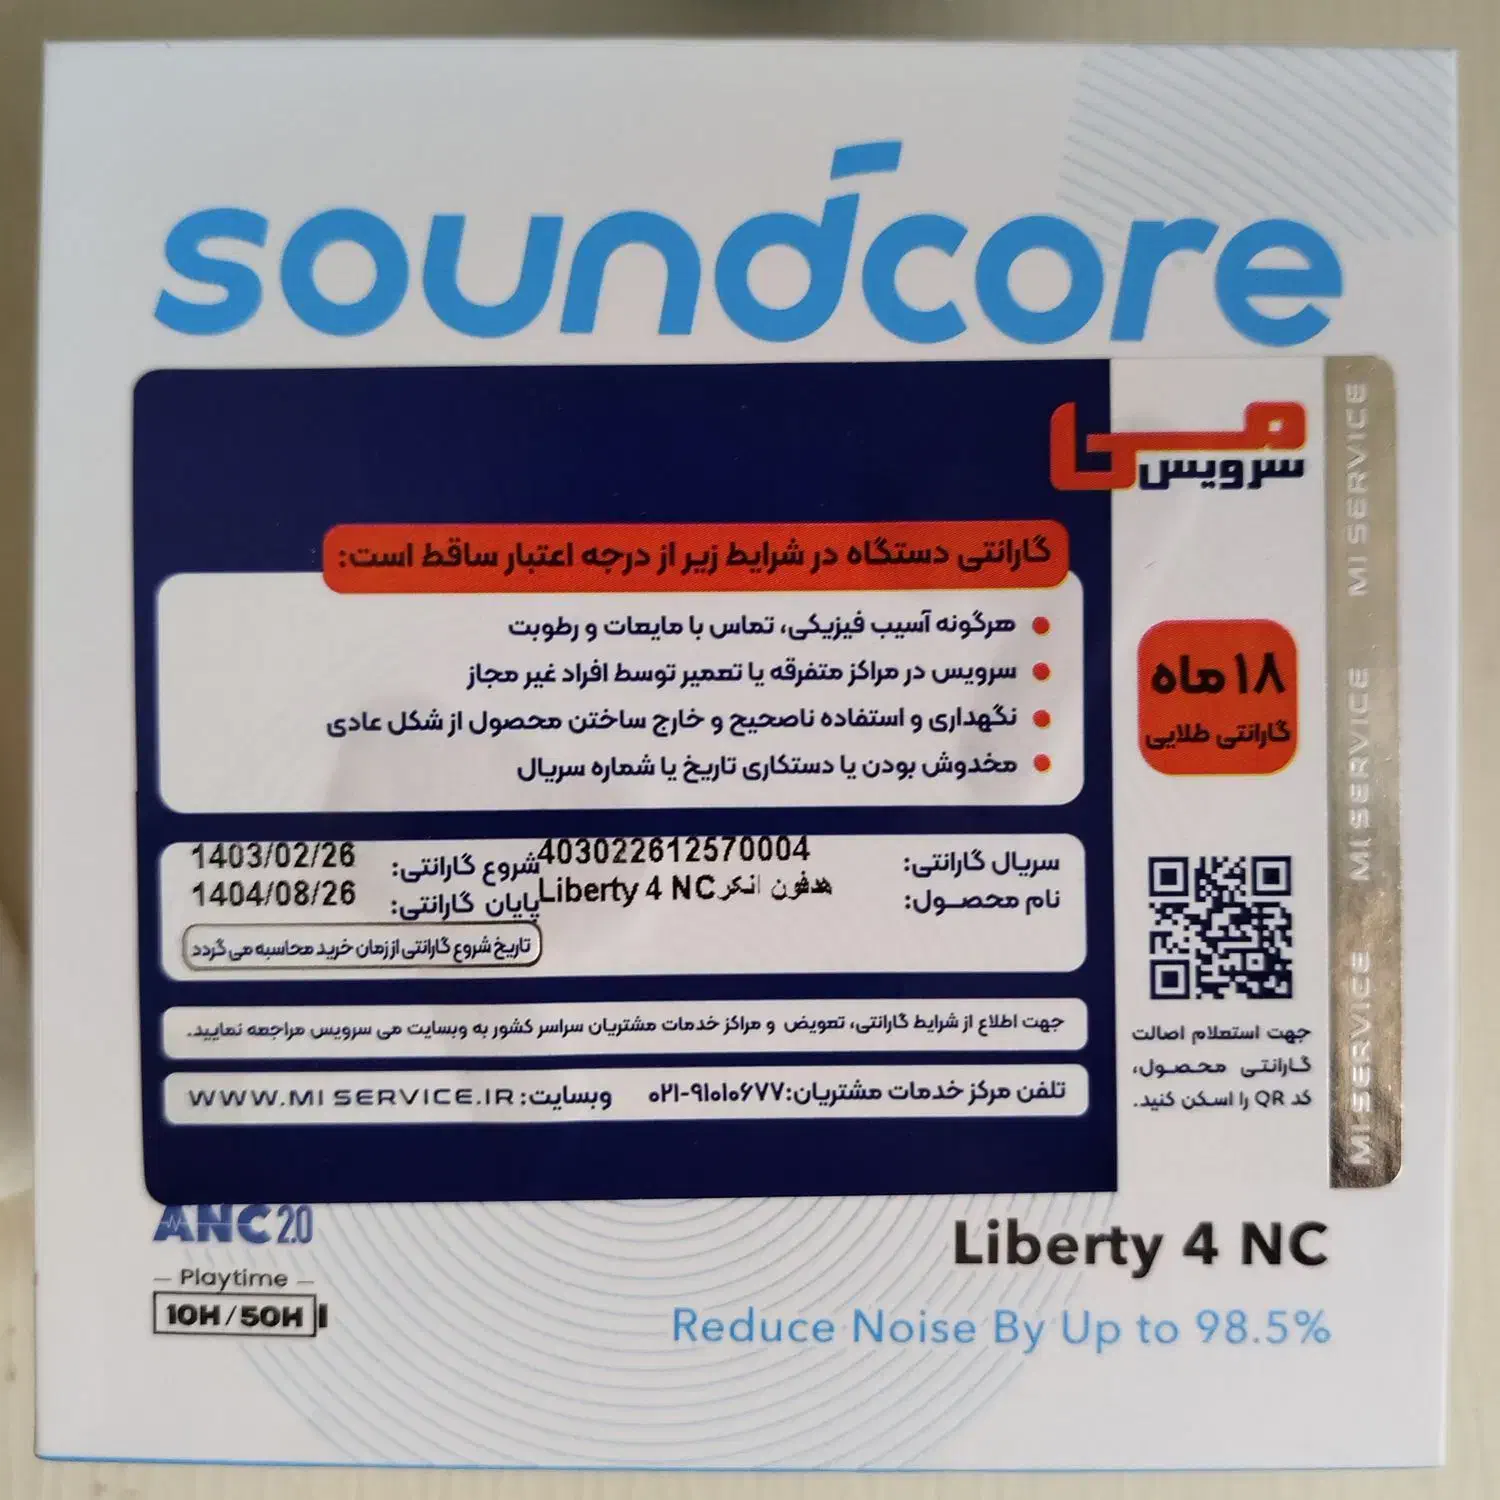 soundcore
می
سرویس
MI SERVICE
MI SERVICE
MI SERVICE
گارانتی دستگاه در شرایط زیر از درجه اعتبار ساقط است:
هرگونه آسیب فیزیکی، تماس با مایعات و رطوبت
سرویس در مراکز متفرقه یا تعمیر توسط افراد غیر مجاز
نگهداری و استفاده ناصحیح و خارج ساختن محصول از شکل عادی
مخدوش بودن یا دستکاری تاریخ یا شماره سریال
۱۸ ماه
گارانتی طلایی
سریال گارانتی: 403022612570004 شروع گارانتی: 1403/02/26
نام محصول: هدفون انکر Liberty 4 NC پایان گارانتی: 1404/08/26
تاریخ شروع گارانتی از زمان خرید محاسبه می گردد
جهت اطلاع از شرایط گارانتی، تعویض و مراکز خدمات مشتریان سراسر کشور به وبسایت می سرویس مراجعه نمایید.
تلفن مرکز خدمات مشتریان: ۰۲۱-۹۱۰۱۰۶۷۷ وبسایت: WWW.MI SERVICE.IR
جهت استعلام اصالت
گارانتی محصول،
کد QR را اسکن کنید.
ANC 2.0
Playtime
10H/50H
Liberty 4 NC
Reduce Noise By Up to 98.5%